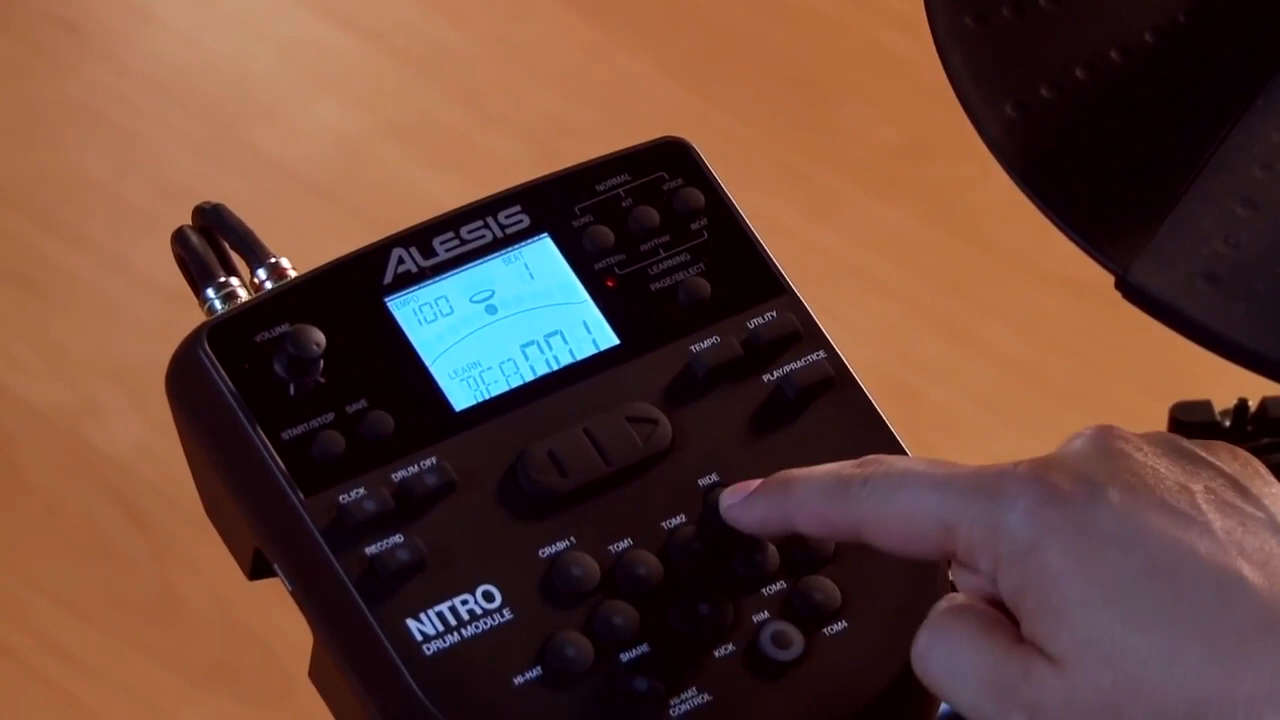 NORMAL
SONG
KIT
VOICE
PATTERN
RHYTHM
BEAT
LEARNING
PAGE/SELECT
ALESIS
TEMPO
BEAT
100
1
LEARN
001
VOLUME
START/STOP
SAVE
TEMPO
UTILITY
PLAY/PRACTICE
CLICK
DRUM OFF
RECORD
NITRO
DRUM MODULE
CRASH 1
TOM1
TOM2
RIDE
TOM3
TOM4
HI-HAT
SNARE
KICK
RIM
HI-HAT
CONTROL